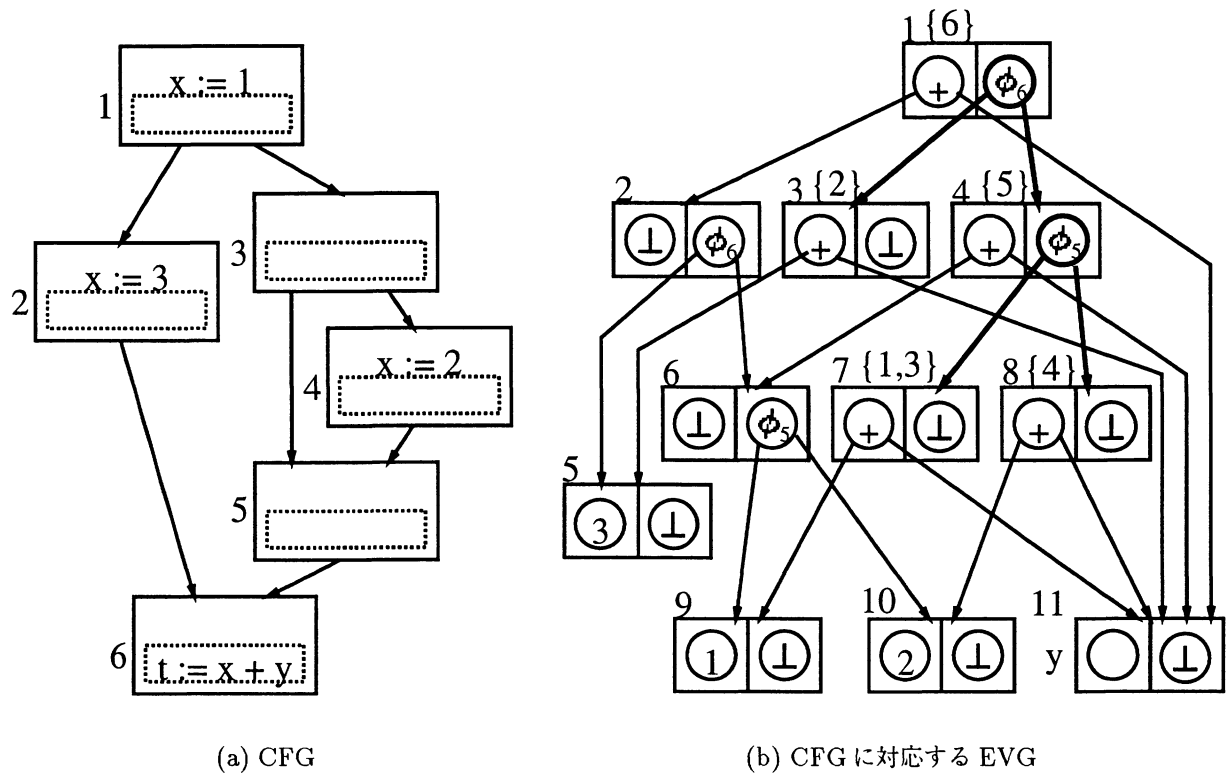 x := 1
1
x := 3
2
3
x := 2
4
5
6
t := x + y
(a) CFG
1 {6}
+ ϕ6
2
⊥ ϕ6
3 {2}
+ ⊥
4 {5}
+ ϕ5
6
⊥ ϕ5
7 {1,3}
+ ⊥
8 {4}
+ ⊥
5
3 ⊥
9
1 ⊥
10
2 ⊥
11
y ⊥
(b) CFG に対応する EVG